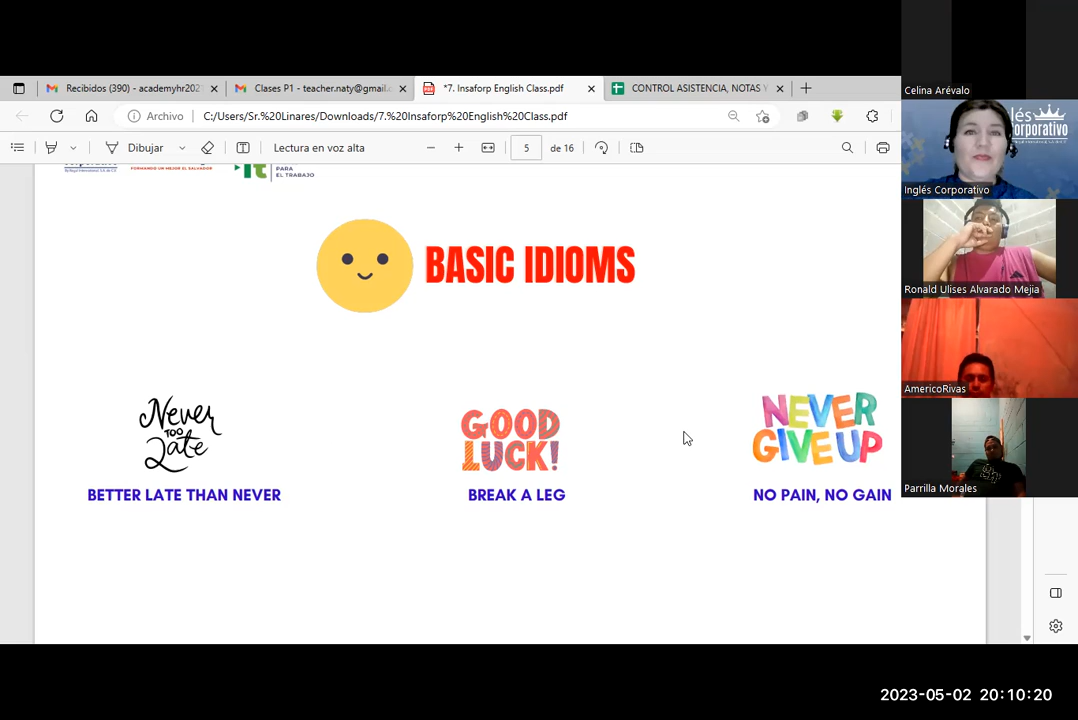 Recibidos (390) - academyhr202
Clases P1 - teacher.naty@gmail.c
*7. Insaforp English Class.pdf
CONTROL ASISTENCIA, NOTAS Y
Archivo
C:/Users/Sr.%20Linares/Downloads/7.%20Insaforp%20English%20Class.pdf
Dibujar
Lectura en voz alta
5
de 16
PARA
EL TRABAJO
BASIC IDIOMS
Never
too
Late
GOOD
LUCK!
NEVER
GIVE UP
BETTER LATE THAN NEVER
BREAK A LEG
NO PAIN, NO GAIN
Celina Arévalo
lés
orporativo
Inglés Corporativo
Ronald Ulises Alvarado Mejia
AmericoRivas
Parrilla Morales
2023-05-02 20:10:20